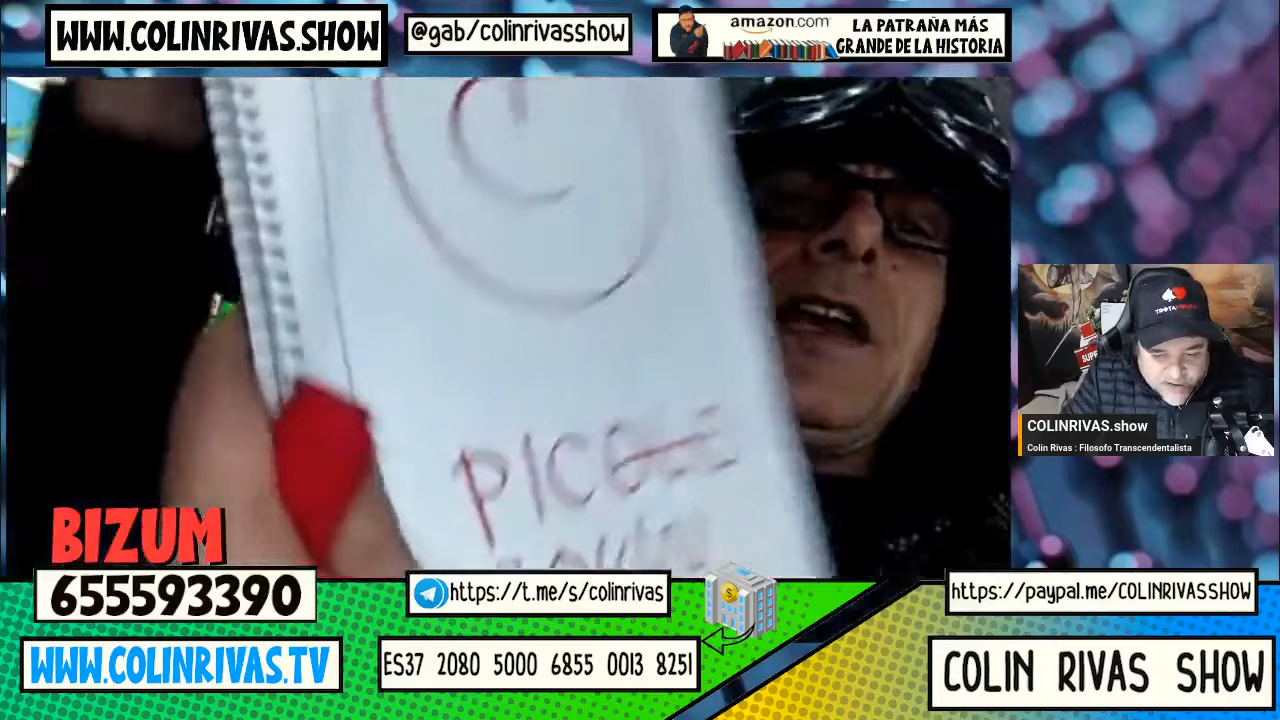 WWW.COLINRIVAS.SHOW
@gab/colinrivasshow
amazon.com
LA PATRAÑA MÁS
GRANDE DE LA HISTORIA
COLINRIVAS.show
Colin Rivas : Filosofo Transcendentalista
BIZUM
655593390
https://t.me/s/colinrivas
https://paypal.me/COLINRIVASSHOW
WWW.COLINRIVAS.TV
ES37 2080 5000 6855 0013 8251
COLIN RIVAS SHOW